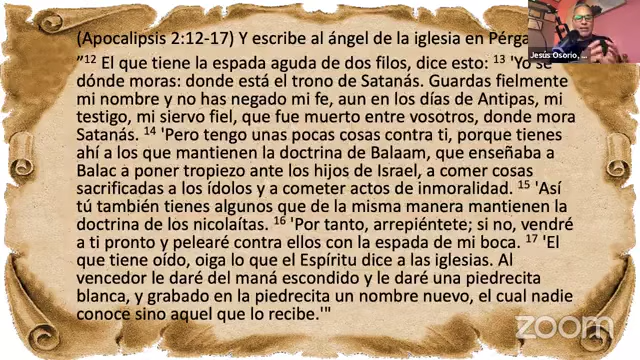 (Apocalipsis 2:12-17) Y escribe al ángel de la iglesia en Pérga
"¹² El que tiene la espada aguda de dos filos, dice esto: ¹³ 'Yo sé
dónde moras: donde está el trono de Satanás. Guardas fielmente
mi nombre y no has negado mi fe, aun en los días de Antipas, mi
testigo, mi siervo fiel, que fue muerto entre vosotros, donde mora
Satanás. ¹⁴ 'Pero tengo unas pocas cosas contra ti, porque tienes
ahí a los que mantienen la doctrina de Balaam, que enseñaba a
Balac a poner tropiezo ante los hijos de Israel, a comer cosas
sacrificadas a los ídolos y a cometer actos de inmoralidad. ¹⁵ 'Así
tú también tienes algunos que de la misma manera mantienen la
doctrina de los nicolaítas. ¹⁶ 'Por tanto, arrepiéntete; si no, vendré
a ti pronto y pelearé contra ellos con la espada de mi boca. ¹⁷ 'El
que tiene oído, oiga lo que el Espíritu dice a las iglesias. Al
vencedor le daré del maná escondido y le daré una piedrecita
blanca, y grabado en la piedrecita un nombre nuevo, el cual nadie
conoce sino aquel que lo recibe.'"
Jesús Osorio, ...
zoom